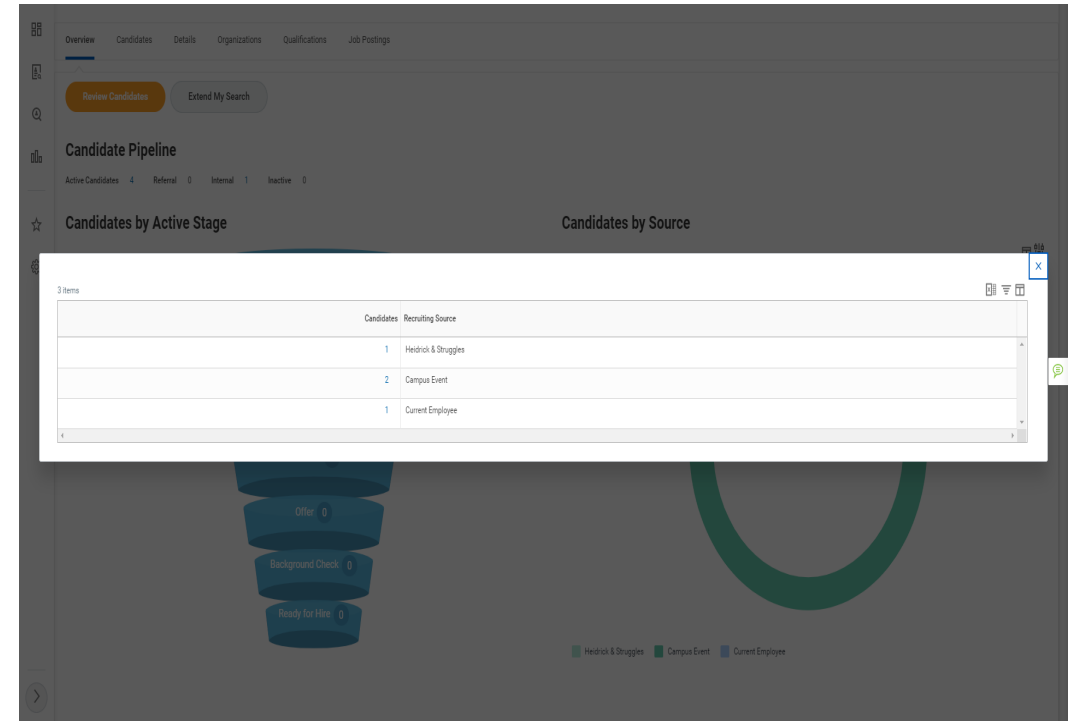 Overview Candidates Details Organizations Qualifications Job Postings
Review Candidates Extend My Search
Candidate Pipeline
Active Candidates 4 Referral 0 Internal 1 Inactive 0
Candidates by Active Stage Candidates by Source
X
3 items
Candidates Recruiting Source
1 Heidrick & Struggles
2 Campus Event
1 Current Employee
Offer 0
Background Check 0
Ready for Hire 0
Heidrick & Struggles Campus Event Current Employee